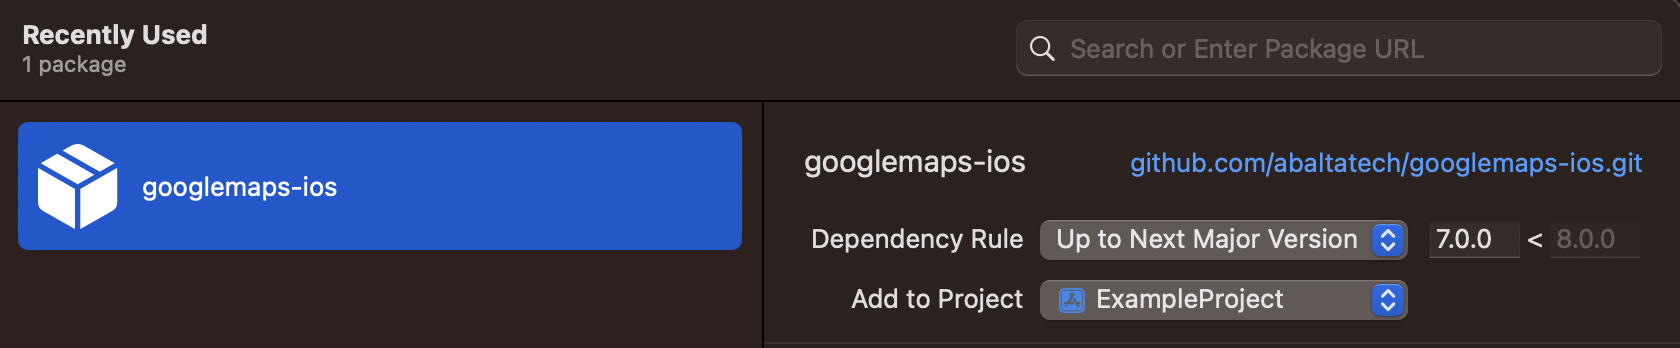 Recently Used
1 package
Search or Enter Package URL
googlemaps-ios
googlemaps-ios github.com/abaltatech/googlemaps-ios.git
Dependency Rule Up to Next Major Version 7.0.0 < 8.0.0
Add to Project ExampleProject